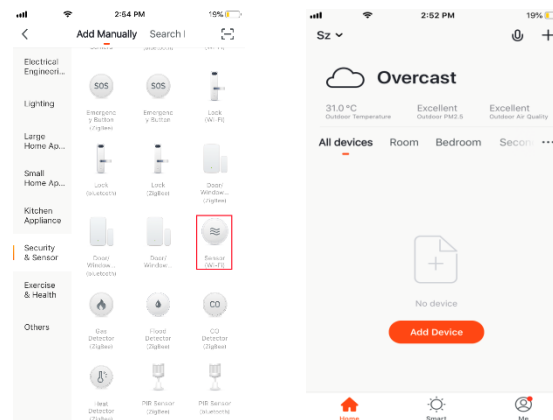 2:54 PM
19%
Add Manually
Search
Electrical
Engineeri...
Lighting
Large
Home Ap...
Small
Home Ap...
Kitchen
Appliance
Security
& Sensor
Exercise
& Health
Others
SOS
SOS
Emergenc
y Button
(ZigBee)
Emergenc
y Button
Lock
(Wi-Fi)
Lock
(bluetooth)
Lock
(ZigBee)
Door/
Window...
(ZigBee)
Door/
Window...
(bluetooth)
Door/
Window...
Sensor
(Wi-Fi)
Gas
Detector
(ZigBee)
Flood
Detector
(ZigBee)
CO
CO
Detector
(ZigBee)
Heat
Detector
(ZigBee)
PIR Sensor
(ZigBee)
PIR Sensor
(bluetooth)
2:52 PM
19%
Sz
Overcast
31.0 °C
Outdoor Temperature
Excellent
Outdoor PM2.5
Excellent
Outdoor Air Quality
All devices
Room
Bedroom
Secon
No device
Add Device
Home
Smart
Me